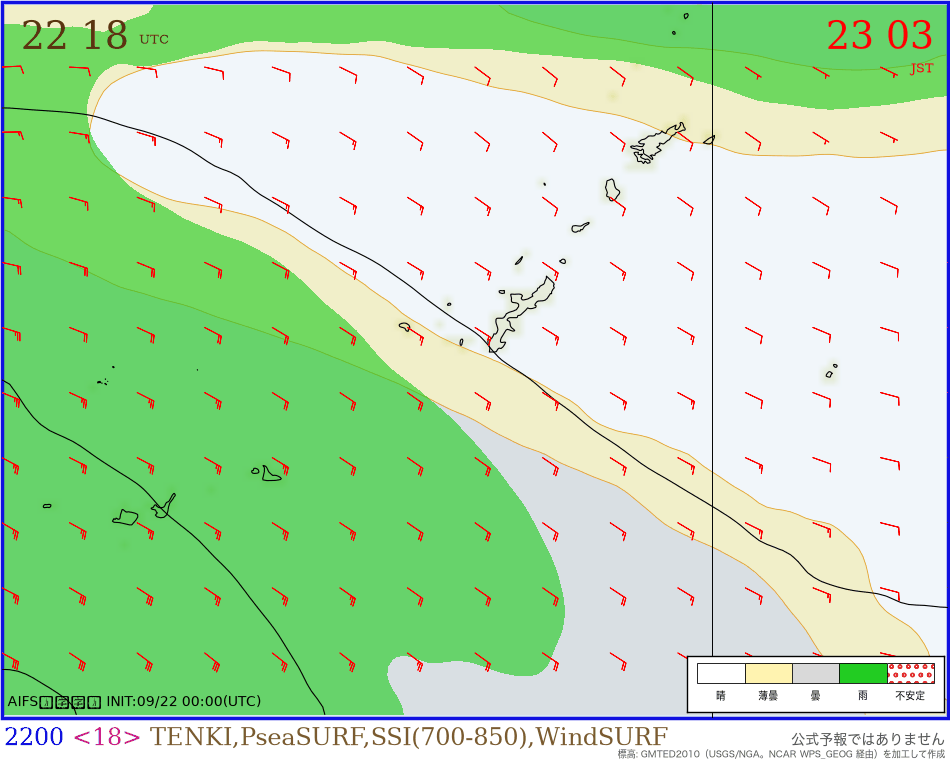 22 18 UTC
23 03 JST
AIFS INIT:09/22 00:00(UTC)
晴 薄曇 曇 雨 不安定
2200 <18> TENKI,PseaSURF,SSI(700-850),WindSURF
公式予報ではありません
標高: GMTED2010（USGS/NGA。NCAR WPS_GEOG 経由）を加工して作成